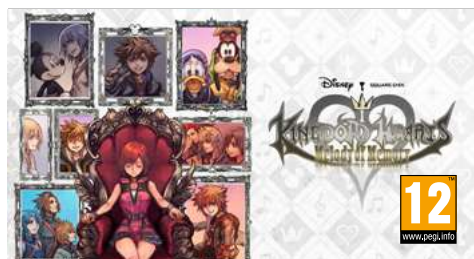 Disney SQUARE ENIX
KINGDOM HEARTS
Melody of Memory
12
www.pegi.info